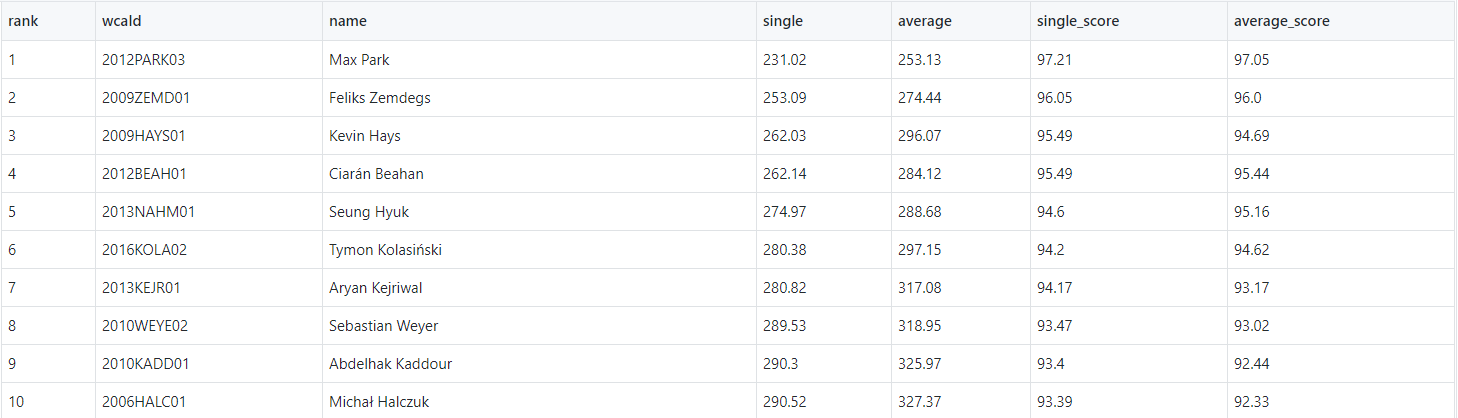 rank wcaId name single average single_score average_score
1 2012PARK03 Max Park 231.02 253.13 97.21 97.05
2 2009ZEMD01 Feliks Zemdegs 253.09 274.44 96.05 96.0
3 2009HAYS01 Kevin Hays 262.03 296.07 95.49 94.69
4 2012BEAH01 Ciarán Beahan 262.14 284.12 95.49 95.44
5 2013NAHM01 Seung Hyuk 274.97 288.68 94.6 95.16
6 2016KOLA02 Tymon Kolasiński 280.38 297.15 94.2 94.62
7 2013KEJR01 Aryan Kejriwal 280.82 317.08 94.17 93.17
8 2010WEYE02 Sebastian Weyer 289.53 318.95 93.47 93.02
9 2010KADD01 Abdelhak Kaddour 290.3 325.97 93.4 92.44
10 2006HALC01 Michał Halczuk 290.52 327.37 93.39 92.33